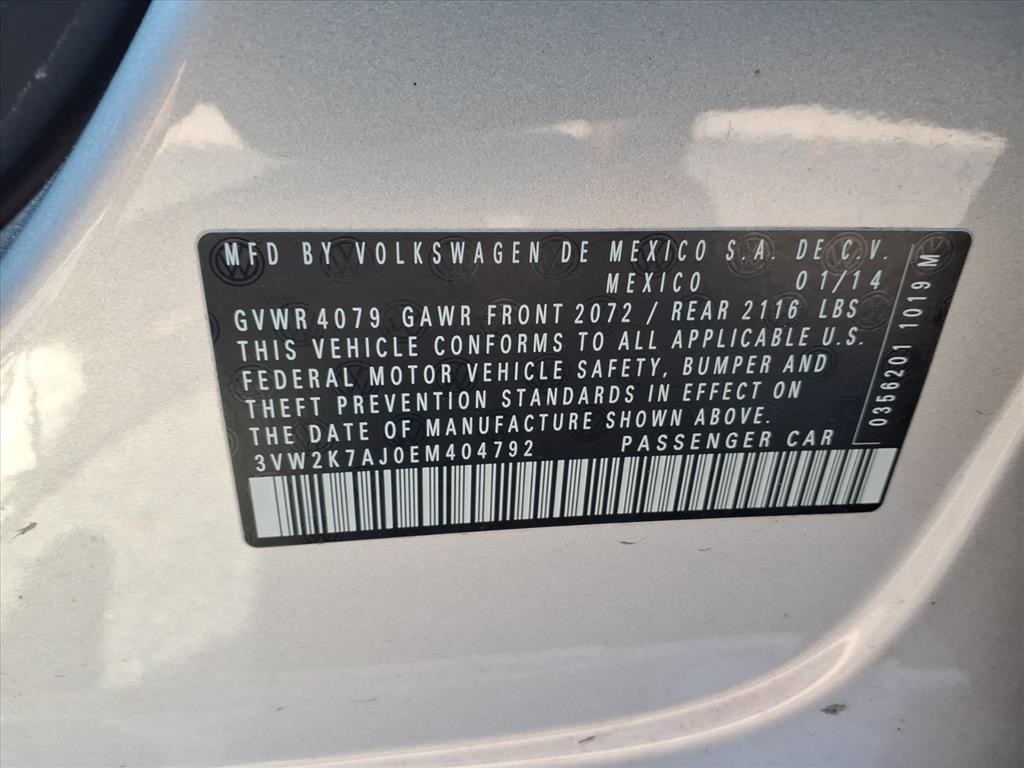 MFD BY VOLKSWAGEN DE MEXICO S.A. DE C.V.
MEXICO 01/14
GVWR 4079 GAWR FRONT 2072 / REAR 2116 LBS
THIS VEHICLE CONFORMS TO ALL APPLICABLE U.S.
FEDERAL MOTOR VEHICLE SAFETY, BUMPER AND
THEFT PREVENTION STANDARDS IN EFFECT ON
THE DATE OF MANUFACTURE SHOWN ABOVE.
3VW2K7AJ0EM404792 PASSENGER CAR
0356201 1019 M